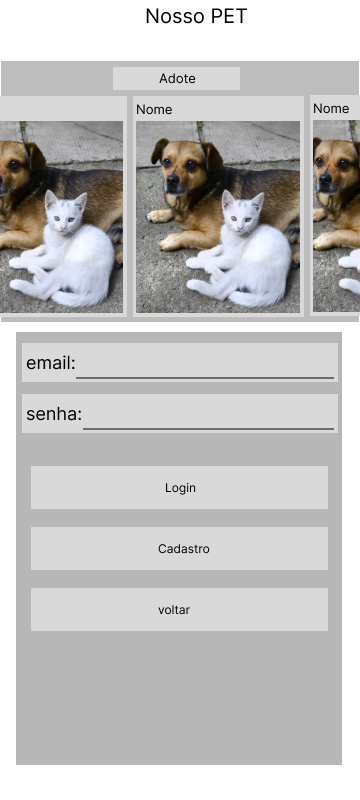 Nosso PET
Adote
Nome
Nome
email:
senha:
Login
Cadastro
voltar